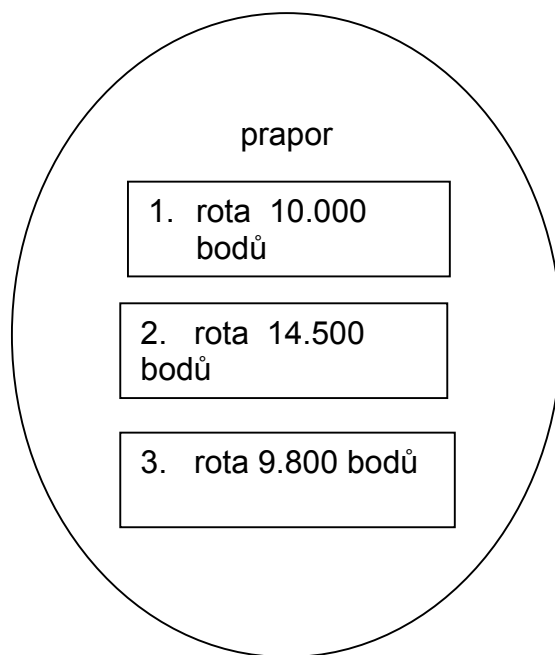 prapor
1. rota 10.000
bodů
2. rota 14.500
bodů
3. rota 9.800 bodů